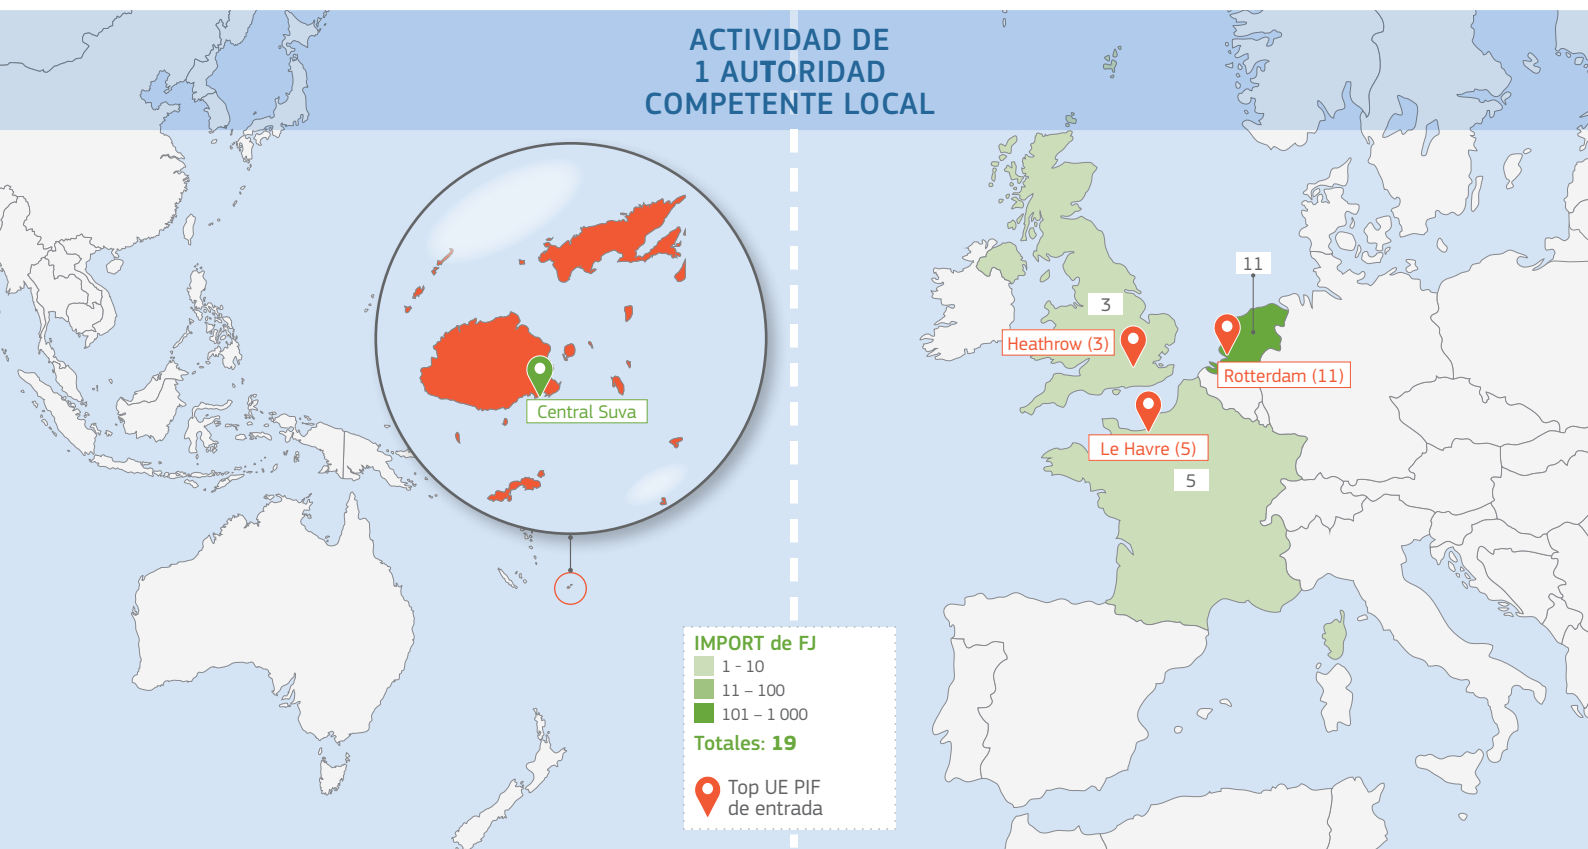 ACTIVIDAD DE
1 AUTORIDAD
COMPETENTE LOCAL
11
3
Heathrow (3)
Rotterdam (11)
Central Suva
Le Havre (5)
5
IMPORT de FJ
1 - 10
11 – 100
101 – 1 000
Totales: 19
Top UE PIF
de entrada